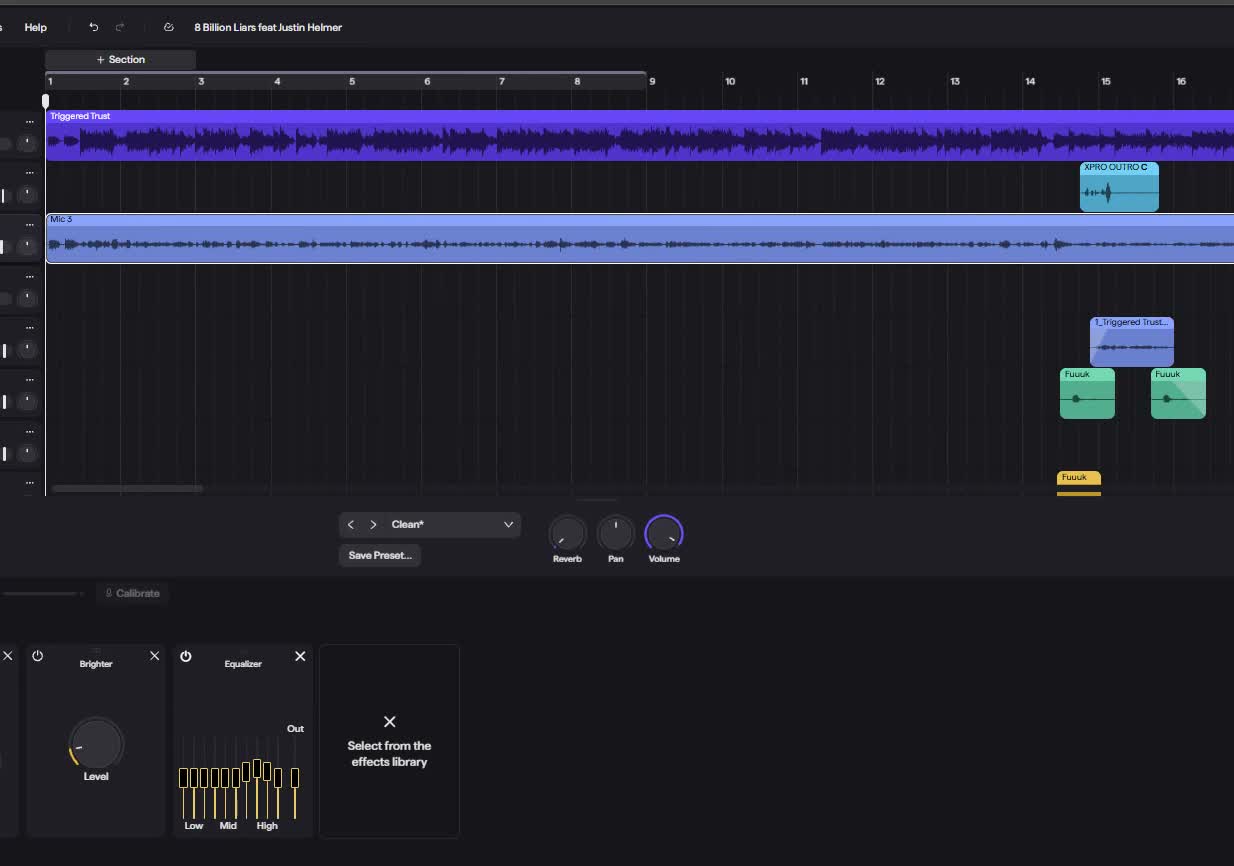 s Help 8 Billion Liars feat Justin Helmer
+ Section
1 2 3 4 5 6 7 8 9 10 11 12 13 14 15 16
Triggered Trust
XPRO OUTRO C
Mic 3
1_Triggered Trust...
Fuuuk Fuuuk
Fuuuk
Clean*
Save Preset...
Reverb Pan Volume
Calibrate
Brighter Equalizer
Out
Select from the
effects library
Level
Low Mid High